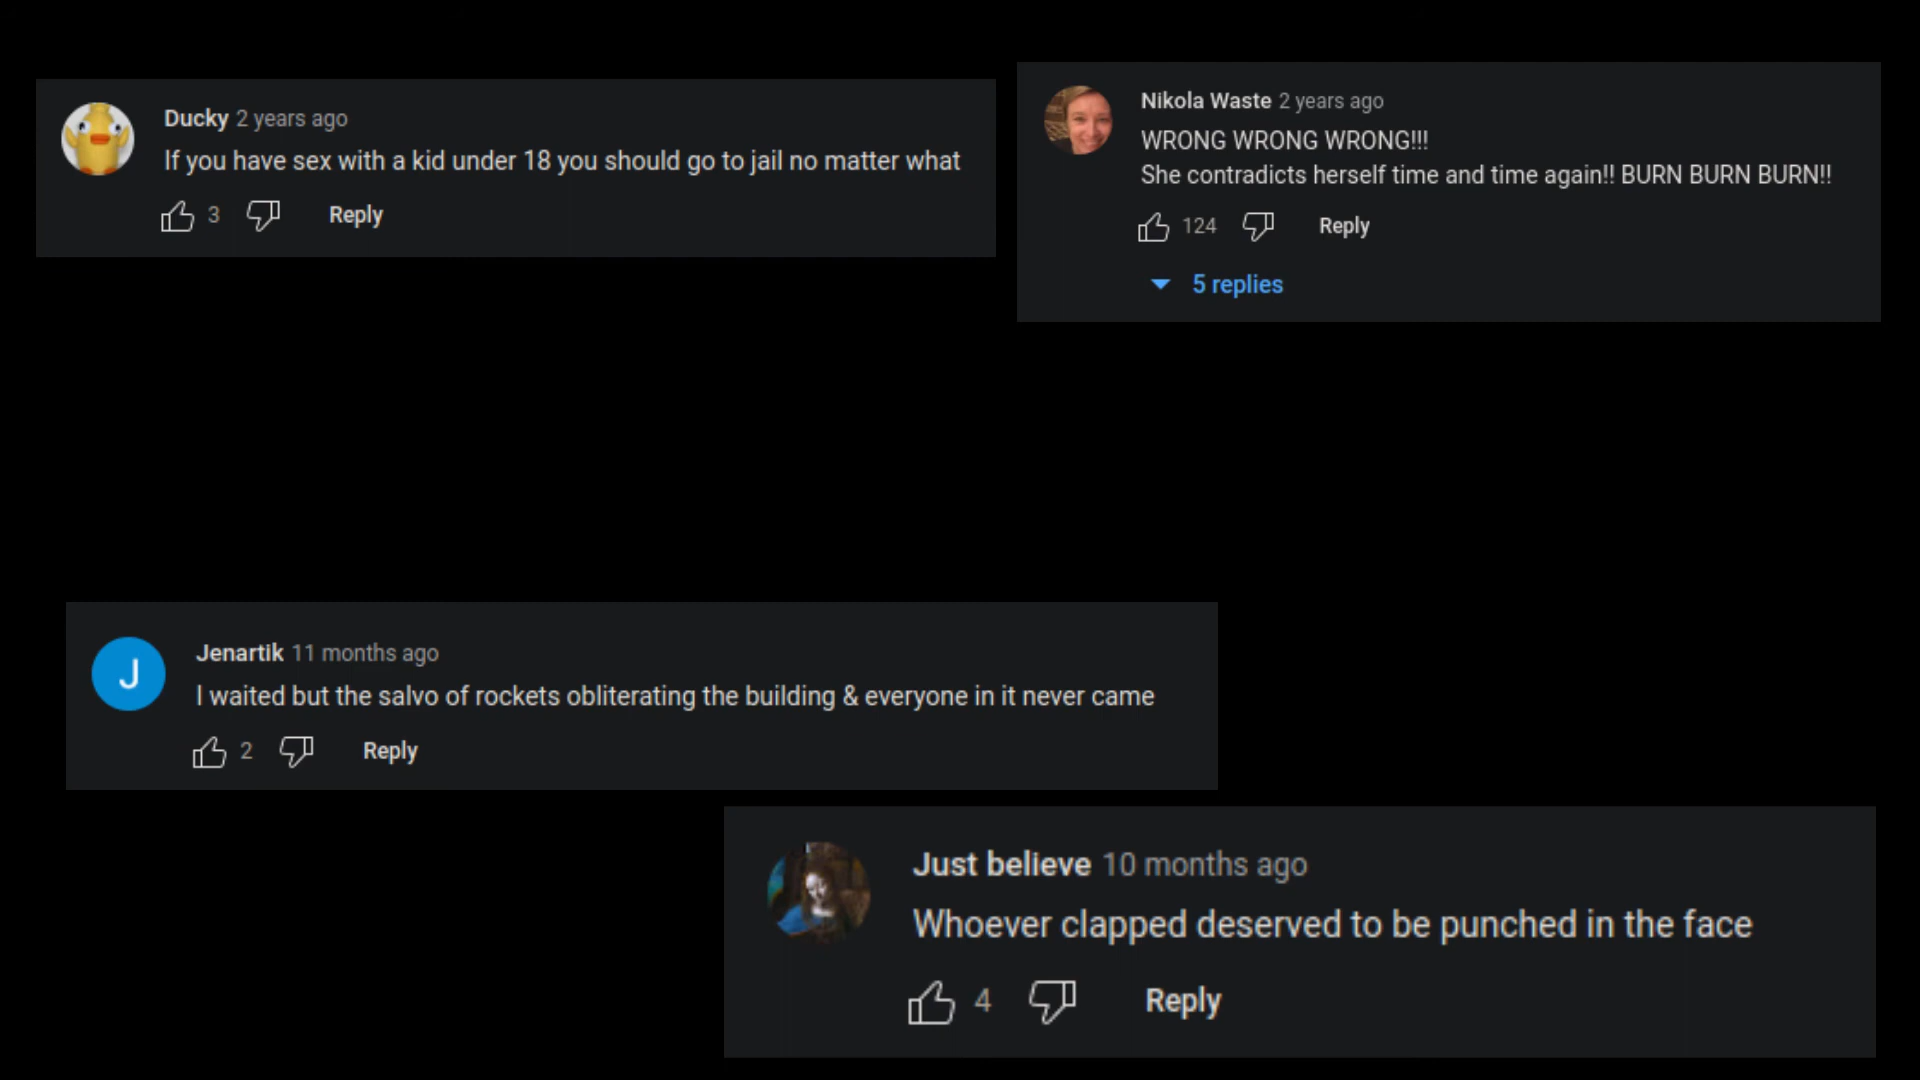 Ducky 2 years ago
If you have sex with a kid under 18 you should go to jail no matter what
3 Reply
Nikola Waste 2 years ago
WRONG WRONG WRONG!!!
She contradicts herself time and time again!! BURN BURN BURN!!
124 Reply
5 replies
J
Jenartik 11 months ago
I waited but the salvo of rockets obliterating the building & everyone in it never came
2 Reply
Just believe 10 months ago
Whoever clapped deserved to be punched in the face
4 Reply